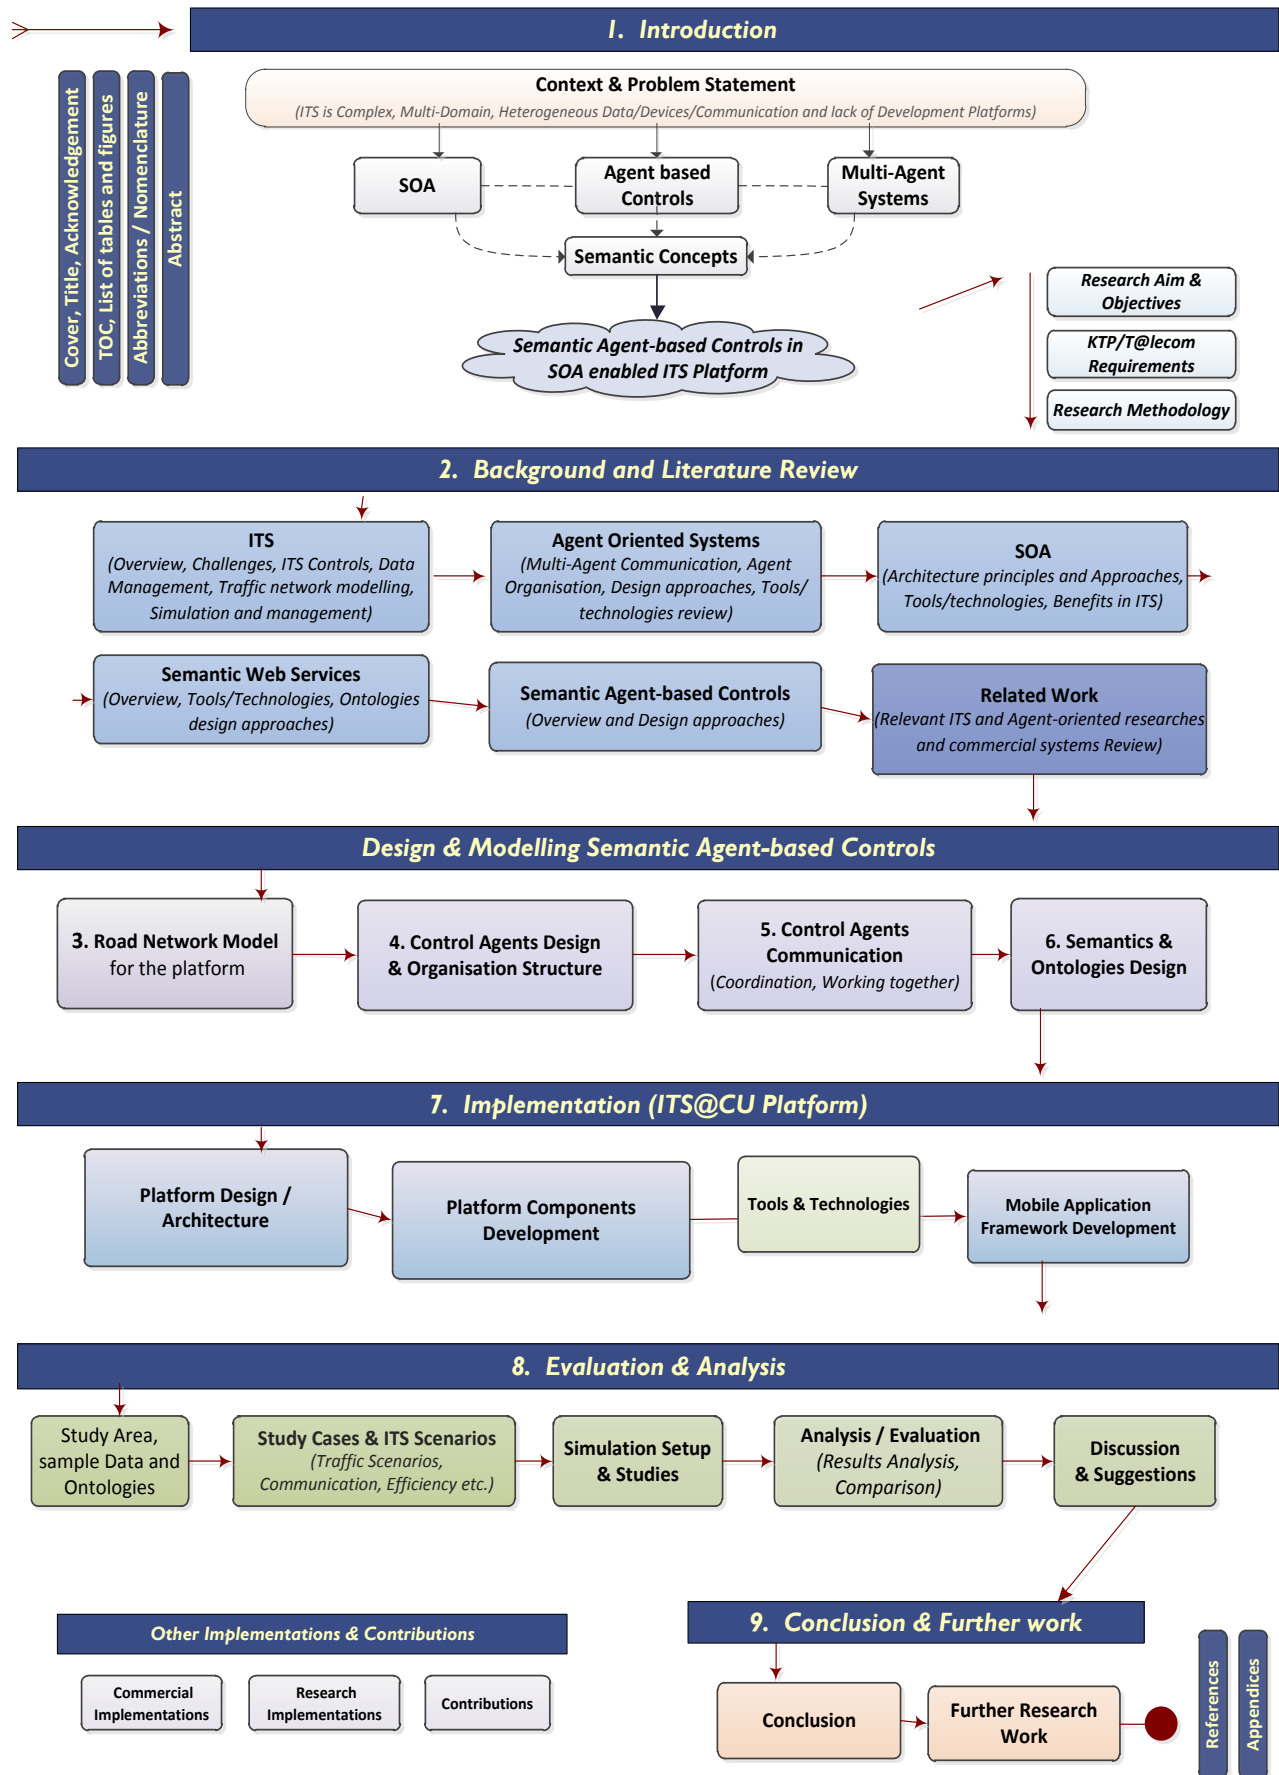 1. Introduction
Cover, Title, Acknowledgement
TOC, List of tables and figures
Abbreviations / Nomenclature
Abstract
Context & Problem Statement
(ITS is Complex, Multi-Domain, Heterogeneous Data/Devices/Communication and lack of Development Platforms)
SOA
Agent based
Controls
Multi-Agent
Systems
Semantic Concepts
Semantic Agent-based Controls in
SOA enabled ITS Platform
Research Aim &
Objectives
KTP/T@lecom
Requirements
Research Methodology
2. Background and Literature Review
ITS
(Overview, Challenges, ITS Controls, Data
Management, Traffic network modelling,
Simulation and management)
Agent Oriented Systems
(Multi-Agent Communication, Agent
Organisation, Design approaches, Tools/
technologies review)
SOA
(Architecture principles and Approaches,
Tools/technologies, Benefits in ITS)
Semantic Web Services
(Overview, Tools/Technologies, Ontologies
design approaches)
Semantic Agent-based Controls
(Overview and Design approaches)
Related Work
(Relevant ITS and Agent-oriented researches
and commercial systems Review)
Design & Modelling Semantic Agent-based Controls
3. Road Network Model
for the platform
4. Control Agents Design
& Organisation Structure
5. Control Agents
Communication
(Coordination, Working together)
6. Semantics &
Ontologies Design
7. Implementation (ITS@CU Platform)
Platform Design /
Architecture
Platform Components
Development
Tools & Technologies
Mobile Application
Framework Development
8. Evaluation & Analysis
Study Area,
sample Data and
Ontologies
Study Cases & ITS Scenarios
(Traffic Scenarios,
Communication, Efficiency etc.)
Simulation Setup
& Studies
Analysis / Evaluation
(Results Analysis,
Comparison)
Discussion
& Suggestions
Other Implementations & Contributions
Commercial
Implementations
Research
Implementations
Contributions
9. Conclusion & Further work
Conclusion
Further Research
Work
References
Appendices